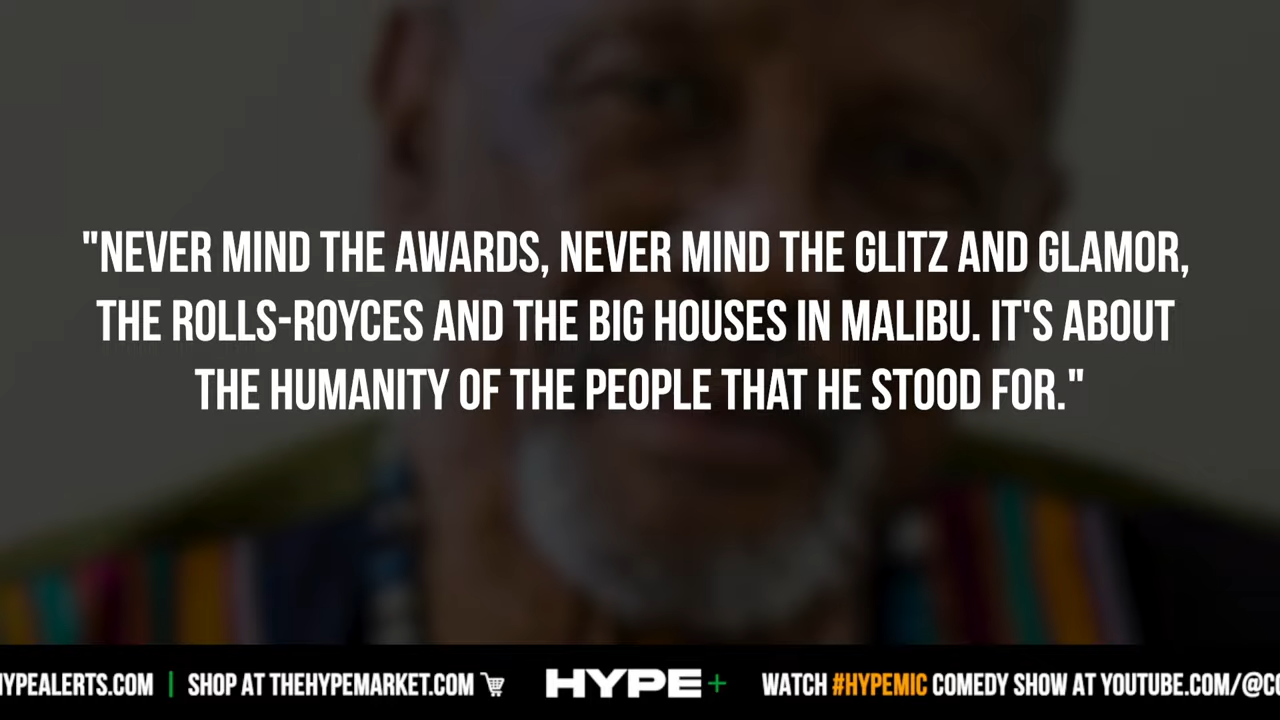 "NEVER MIND THE AWARDS, NEVER MIND THE GLITZ AND GLAMOR,
THE ROLLS-ROYCES AND THE BIG HOUSES IN MALIBU. IT'S ABOUT
THE HUMANITY OF THE PEOPLE THAT HE STOOD FOR."
YPEALERTS.COM | SHOP AT THEHYPEMARKET.COM HYPE+ WATCH #HYPEMIC COMEDY SHOW AT YOUTUBE.COM/@CO